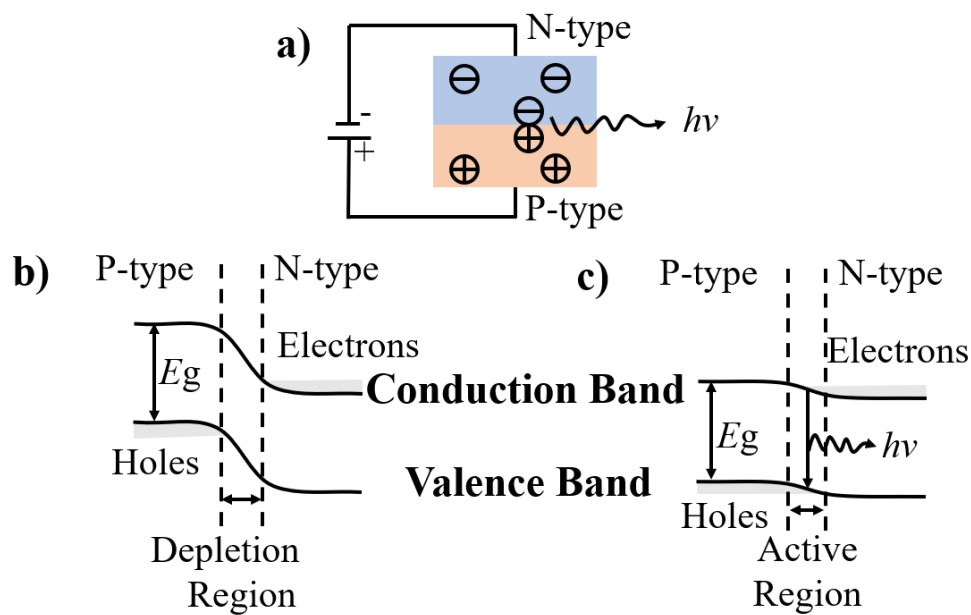 a)
N-type
-
+
hv
P-type
b)
P-type
N-type
Electrons
Eg
Holes
Depletion
Region
Conduction Band
Valence Band
c)
P-type
N-type
Electrons
Eg
hv
Holes
Active
Region